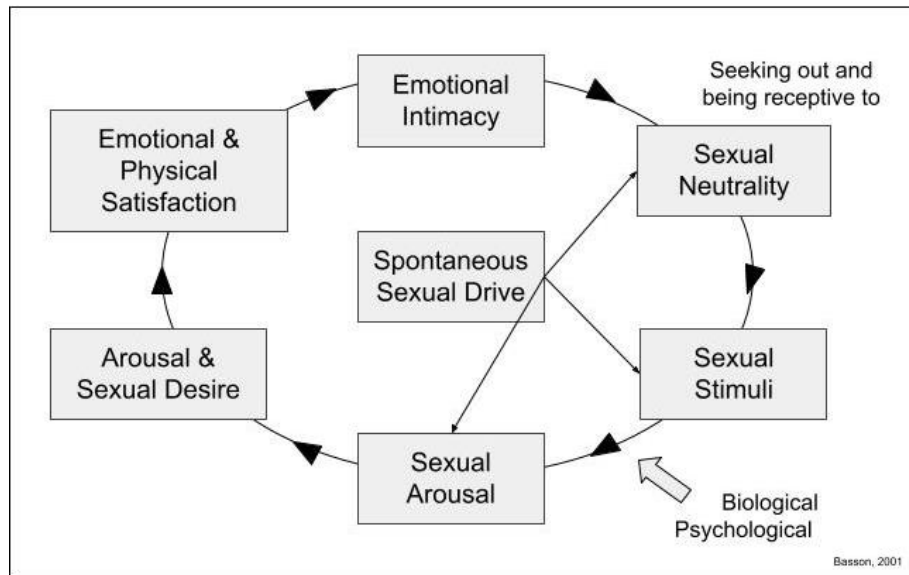 Emotional
Intimacy
Seeking out and
being receptive to
Sexual
Neutrality
Emotional &
Physical
Satisfaction
Spontaneous
Sexual Drive
Arousal &
Sexual Desire
Sexual
Stimuli
Sexual
Arousal
Biological
Psychological
Basson, 2001